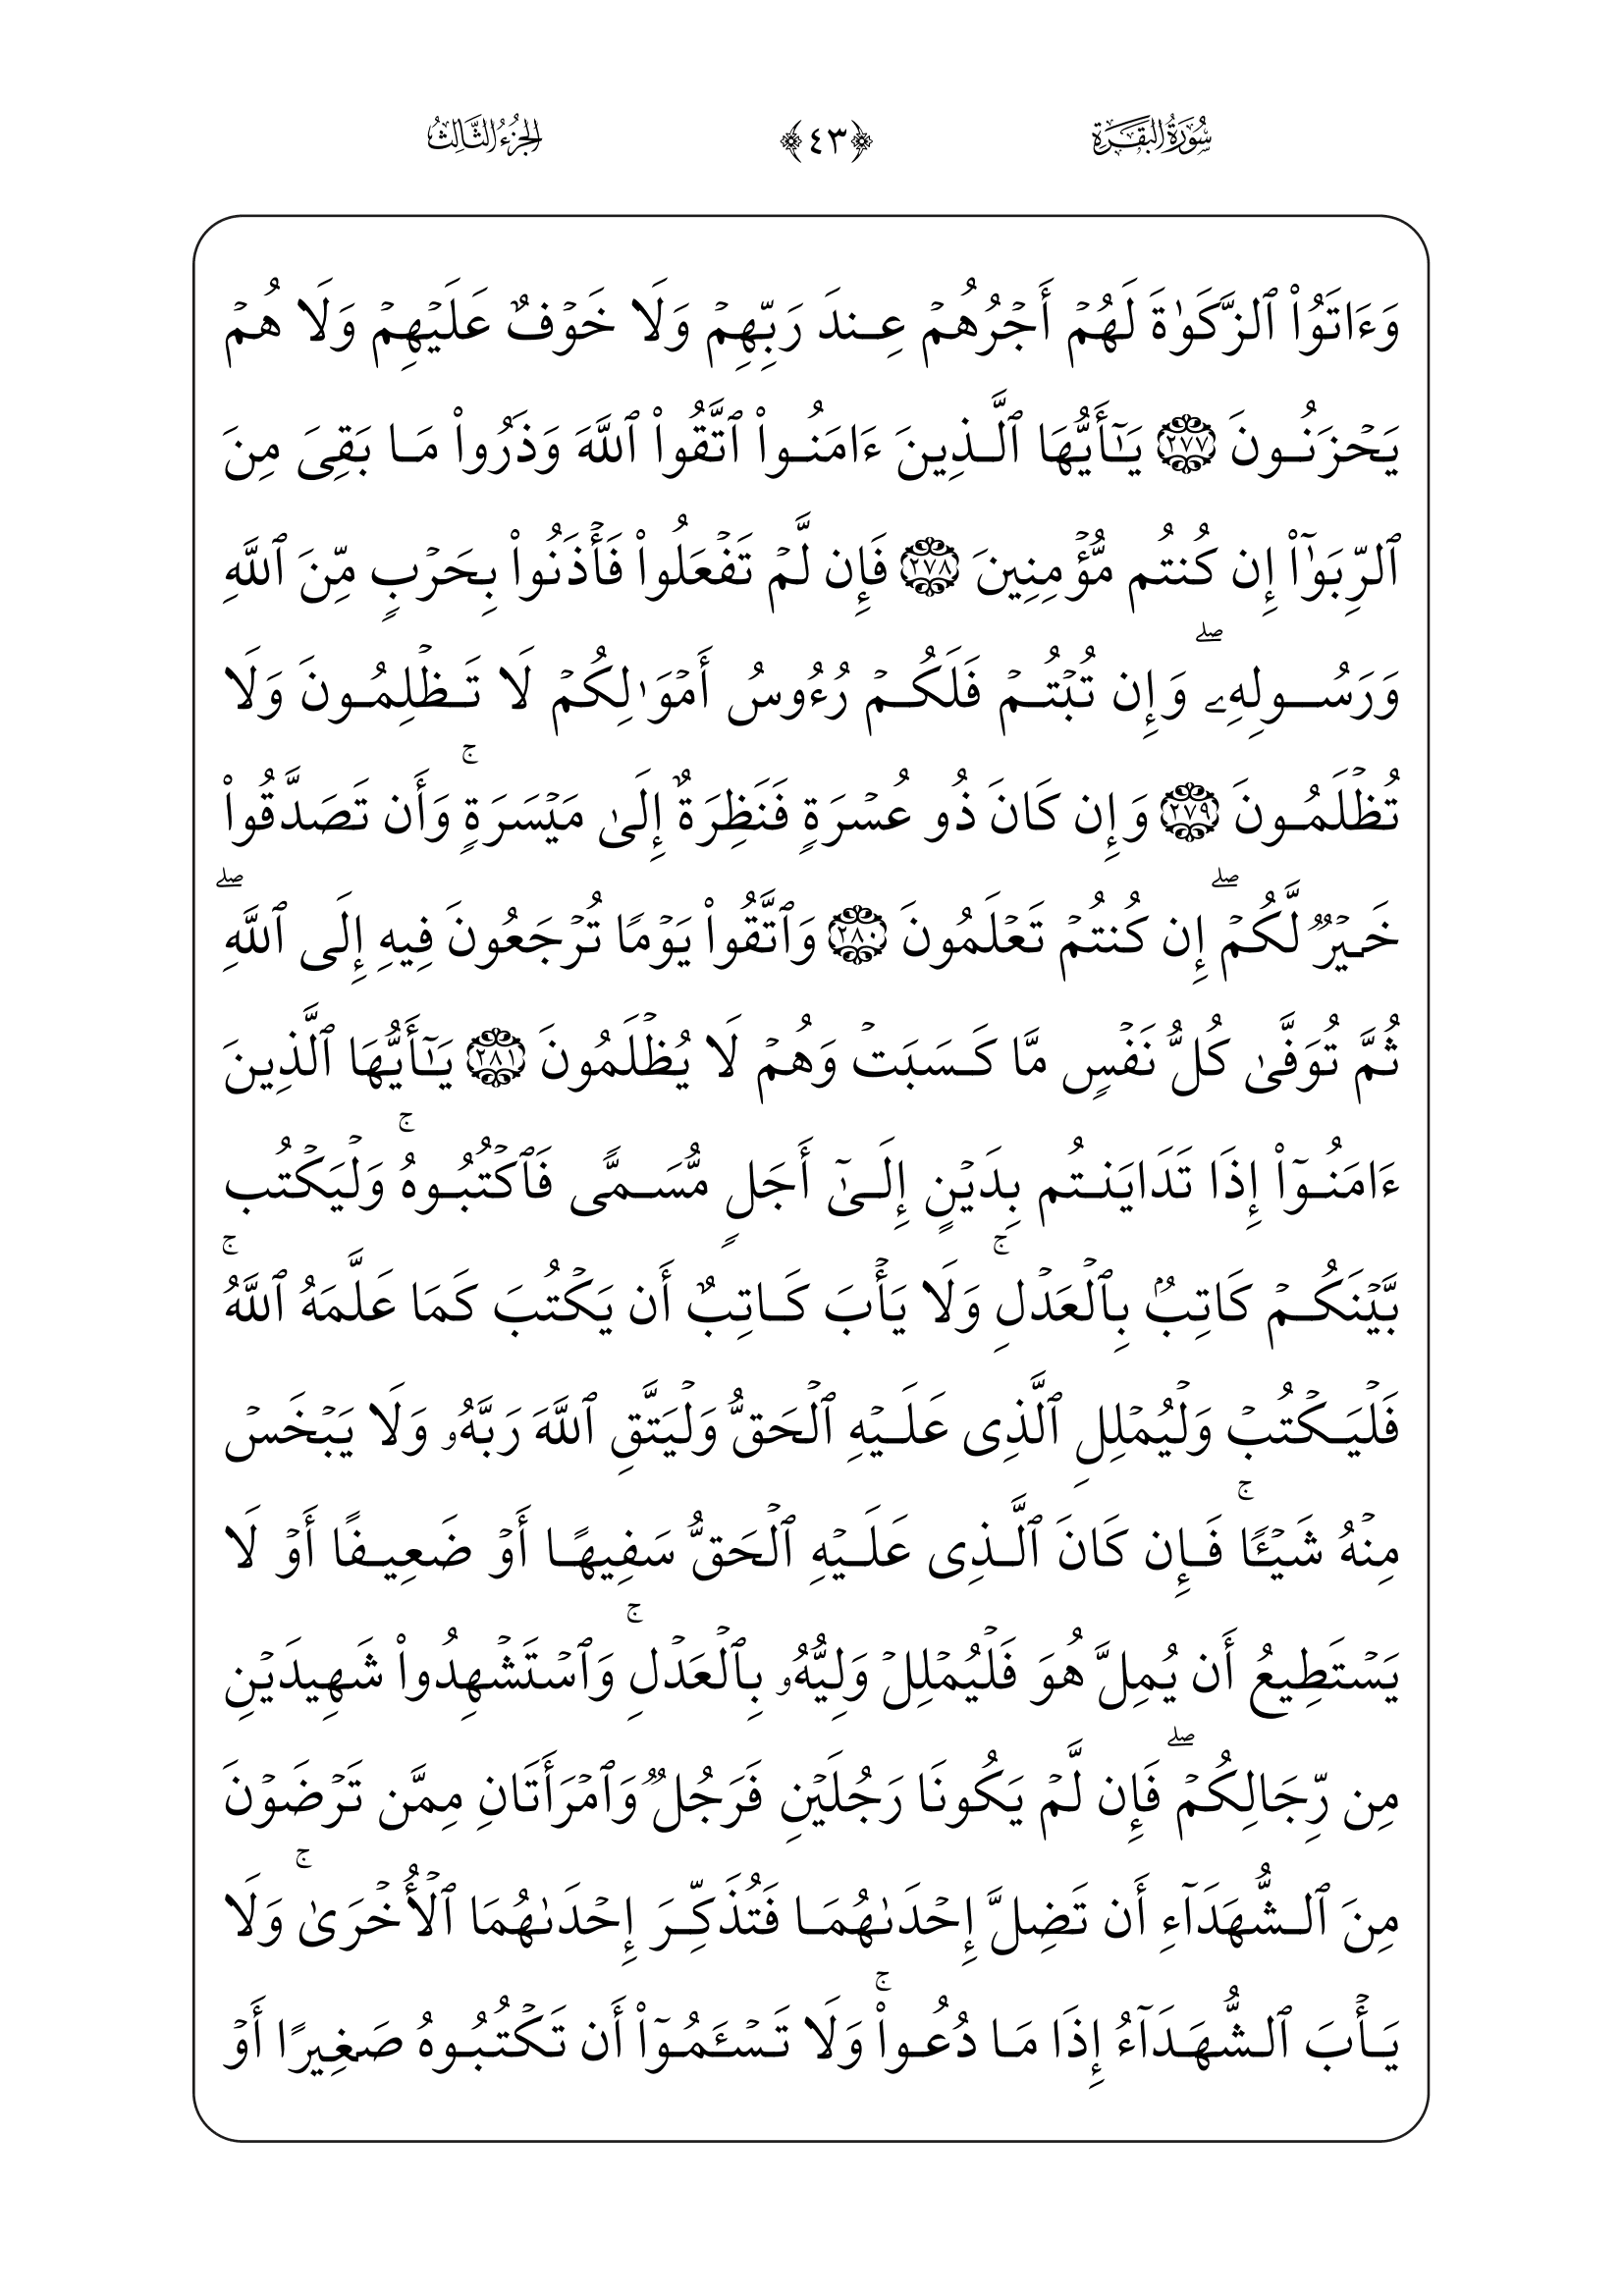 سُورَةُ البَقَرَةِ ﴿٤٣﴾ الجُزْءُ الثَّالِثُ
وَءَاتَوُا۟ ٱلزَّكَوٰةَ لَهُمۡ أَجۡرُهُمۡ عِندَ رَبِّهِمۡ وَلَا خَوۡفٌ عَلَيۡهِمۡ وَلَا هُمۡ
يَحۡزَنُونَ ٢٧٧ يَـٰٓأَيُّهَا ٱلَّذِينَ ءَامَنُوا۟ ٱتَّقُوا۟ ٱللَّهَ وَذَرُوا۟ مَا بَقِىَ مِنَ
ٱلرِّبَوٰٓا۟ إِن كُنتُم مُّؤۡمِنِينَ ٢٧٨ فَإِن لَّمۡ تَفۡعَلُوا۟ فَأۡذَنُوا۟ بِحَرۡبٍ مِّنَ ٱللَّهِ
وَرَسُولِهِۦۖ وَإِن تُبۡتُمۡ فَلَكُمۡ رُءُوسُ أَمۡوَٰلِكُمۡ لَا تَظۡلِمُونَ وَلَا
تُظۡلَمُونَ ٢٧٩ وَإِن كَانَ ذُو عُسۡرَةٍ فَنَظِرَةٌ إِلَىٰ مَيۡسَرَةٍۚ وَأَن تَصَدَّقُوا۟
خَيۡرٌ لَّكُمۡۖ إِن كُنتُمۡ تَعۡلَمُونَ ٢٨٠ وَٱتَّقُوا۟ يَوۡمًا تُرۡجَعُونَ فِيهِ إِلَى ٱللَّهِۖ
ثُمَّ تُوَفَّىٰ كُلُّ نَفۡسٍ مَّا كَسَبَتۡ وَهُمۡ لَا يُظۡلَمُونَ ٢٨١ يَـٰٓأَيُّهَا ٱلَّذِينَ
ءَامَنُوٓا۟ إِذَا تَدَايَنتُم بِدَيۡنٍ إِلَىٰٓ أَجَلٍ مُّسَمًّى فَٱكۡتُبُوهُۚ وَلۡيَكۡتُب
بَّيۡنَكُمۡ كَاتِبُۢ بِٱلۡعَدۡلِۚ وَلَا يَأۡبَ كَاتِبٌ أَن يَكۡتُبَ كَمَا عَلَّمَهُ ٱللَّهُۚ
فَلۡيَكۡتُبۡ وَلۡيُمۡلِلِ ٱلَّذِى عَلَيۡهِ ٱلۡحَقُّ وَلۡيَتَّقِ ٱللَّهَ رَبَّهُۥ وَلَا يَبۡخَسۡ
مِنۡهُ شَيۡـًٔاۚ فَإِن كَانَ ٱلَّذِى عَلَيۡهِ ٱلۡحَقُّ سَفِيهًا أَوۡ ضَعِيفًا أَوۡ لَا
يَسۡتَطِيعُ أَن يُمِلَّ هُوَ فَلۡيُمۡلِلۡ وَلِيُّهُۥ بِٱلۡعَدۡلِۚ وَٱسۡتَشۡهِدُوا۟ شَهِيدَيۡنِ
مِن رِّجَالِكُمۡۖ فَإِن لَّمۡ يَكُونَا رَجُلَيۡنِ فَرَجُلٌ وَٱمۡرَأَتَانِ مِمَّن تَرۡضَوۡنَ
مِنَ ٱلشُّهَدَآءِ أَن تَضِلَّ إِحۡدَىٰهُمَا فَتُذَكِّرَ إِحۡدَىٰهُمَا ٱلۡأُخۡرَىٰۚ وَلَا
يَأۡبَ ٱلشُّهَدَآءُ إِذَا مَا دُعُوا۟ۚ وَلَا تَسۡـَٔمُوٓا۟ أَن تَكۡتُبُوهُ صَغِيرًا أَوۡ